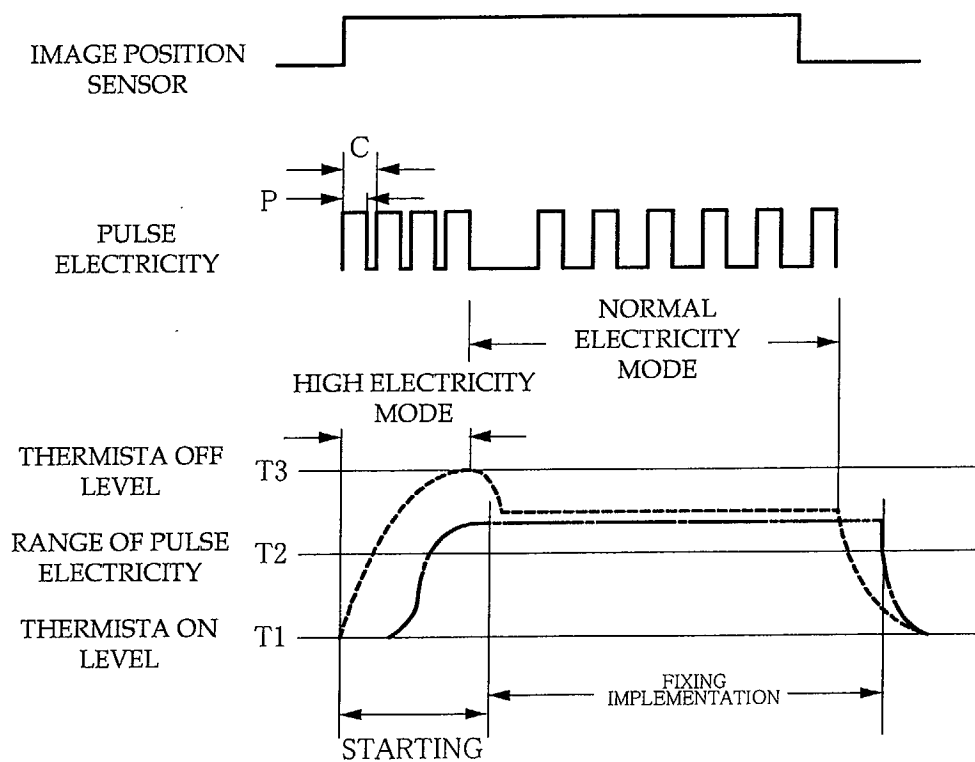 IMAGE POSITION
SENSOR
C
P
PULSE
ELECTRICITY
NORMAL
ELECTRICITY
MODE
HIGH ELECTRICITY
MODE
THERMISTA OFF
LEVEL
T3
RANGE OF PULSE
ELECTRICITY
T2
THERMISTA ON
LEVEL
T1
FIXING
IMPLEMENTATION
STARTING